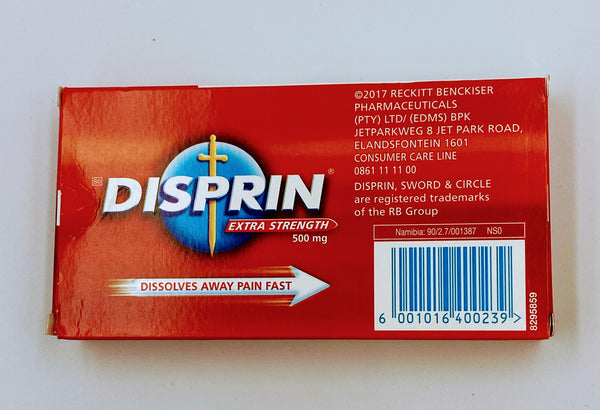 DISPRIN®
EXTRA STRENGTH
500 mg
DISSOLVES AWAY PAIN FAST
©2017 RECKITT BENCKISER
PHARMACEUTICALS
(PTY) LTD/ (EDMS) BPK
JETPARKWEG 8 JET PARK ROAD,
ELANDSFONTEIN 1601
CONSUMER CARE LINE
0861 11 11 00
DISPRIN, SWORD & CIRCLE
are registered trademarks
of the RB Group
Namibia: 90/2.7/001387 NS0
6 001016 400239 >
8295859